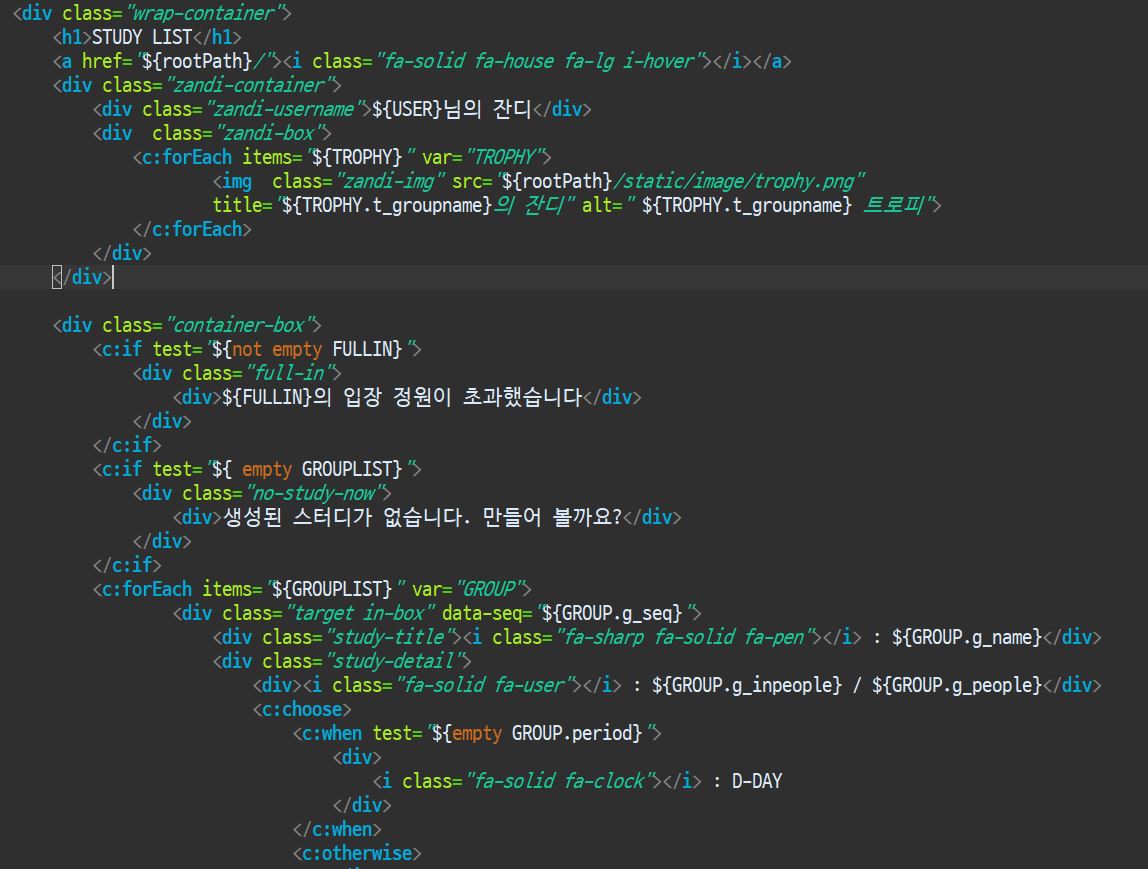 <div class="wrap-container">
<h1>STUDY LIST</h1>
<a href="${rootPath}/"><i class="fa-solid fa-house fa-lg i-hover"></i></a>
<div class="zandi-container">
<div class="zandi-username">${USER}님의 잔디</div>
<div  class="zandi-box">
<c:forEach items="${TROPHY}" var="TROPHY">
<img  class="zandi-img" src="${rootPath}/static/image/trophy.png"
title="${TROPHY.t_groupname}의 잔디" alt=" ${TROPHY.t_groupname} 트로피">
</c:forEach>
</div>
</div>
<div class="container-box">
<c:if test="${not empty FULLIN}">
<div class="full-in">
<div>${FULLIN}의 입장 정원이 초과했습니다</div>
</div>
</c:if>
<c:if test="${ empty GROUPLIST}">
<div class="no-study-now">
<div>생성된 스터디가 없습니다. 만들어 볼까요?</div>
</div>
</c:if>
<c:forEach items="${GROUPLIST}" var="GROUP">
<div class="target in-box" data-seq="${GROUP.g_seq}">
<div class="study-title"><i class="fa-sharp fa-solid fa-pen"></i> : ${GROUP.g_name}</div>
<div class="study-detail">
<div><i class="fa-solid fa-user"></i> : ${GROUP.g_inpeople} / ${GROUP.g_people}</div>
<c:choose>
<c:when test="${empty GROUP.period}">
<div>
<i class="fa-solid fa-clock"></i> : D-DAY
</div>
</c:when>
<c:otherwise>